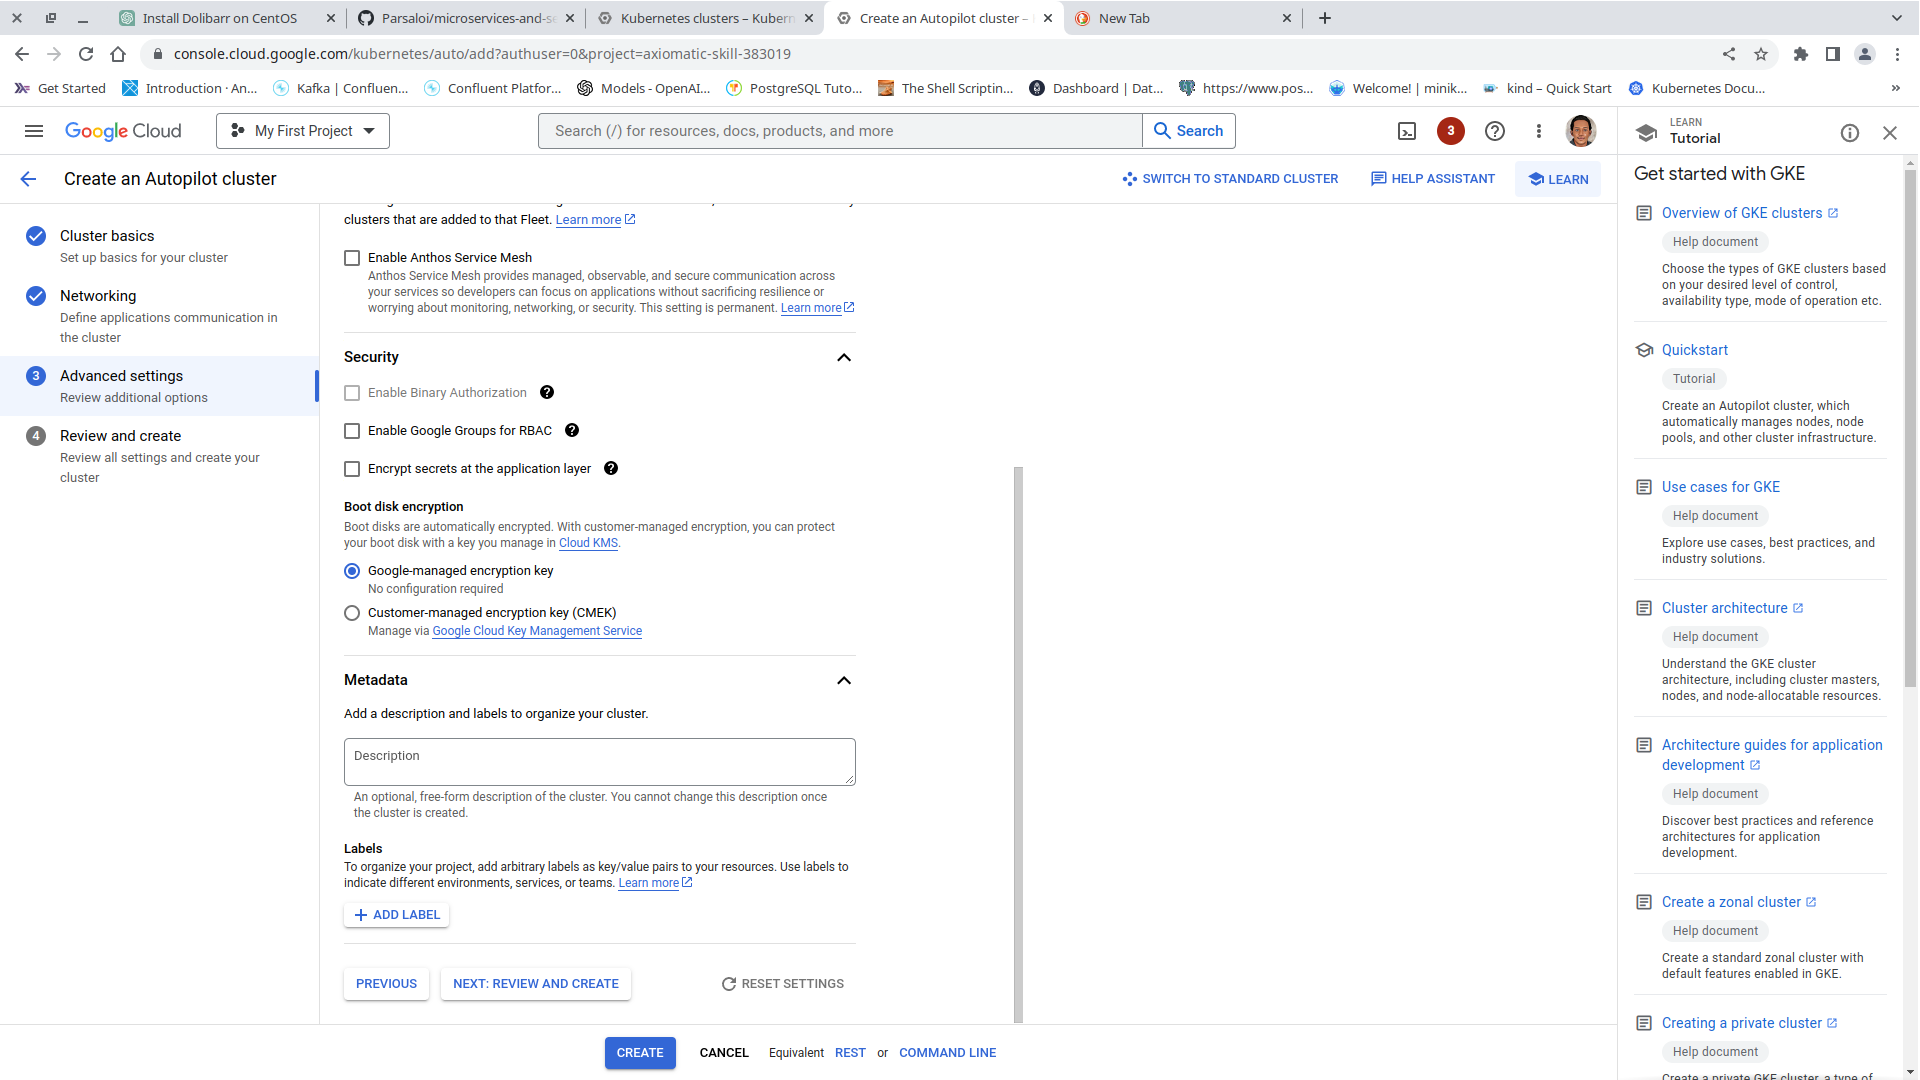 Install Dolibarr on CentOS
Parsaloi/microservices-and-se
Kubernetes clusters – Kubern
Create an Autopilot cluster –
New Tab
console.cloud.google.com/kubernetes/auto/add?authuser=0&project=axiomatic-skill-383019
Get Started
Introduction · An...
Kafka | Confluen...
Confluent Platfor...
Models - OpenAI...
PostgreSQL Tuto...
The Shell Scriptin...
Dashboard | Dat...
https://www.pos...
Welcome! | minik...
kind – Quick Start
Kubernetes Docu...
»
Google Cloud
My First Project
Search (/) for resources, docs, products, and more
Search
3
LEARN
Tutorial
Create an Autopilot cluster
SWITCH TO STANDARD CLUSTER
HELP ASSISTANT
LEARN
Cluster basics
Set up basics for your cluster
Networking
Define applications communication in
the cluster
3
Advanced settings
Review additional options
4
Review and create
Review all settings and create your
cluster
clusters that are added to that Fleet. Learn more
Enable Anthos Service Mesh
Anthos Service Mesh provides managed, observable, and secure communication across
your services so developers can focus on applications without sacrificing resilience or
worrying about monitoring, networking, or security. This setting is permanent. Learn more
Security
Enable Binary Authorization
Enable Google Groups for RBAC
Encrypt secrets at the application layer
Boot disk encryption
Boot disks are automatically encrypted. With customer-managed encryption, you can protect
your boot disk with a key you manage in Cloud KMS.
Google-managed encryption key
No configuration required
Customer-managed encryption key (CMEK)
Manage via Google Cloud Key Management Service
Metadata
Add a description and labels to organize your cluster.
Description
An optional, free-form description of the cluster. You cannot change this description once
the cluster is created.
Labels
To organize your project, add arbitrary labels as key/value pairs to your resources. Use labels to
indicate different environments, services, or teams. Learn more
ADD LABEL
PREVIOUS
NEXT: REVIEW AND CREATE
RESET SETTINGS
CREATE
CANCEL
Equivalent REST or COMMAND LINE
Get started with GKE
Overview of GKE clusters
Help document
Choose the types of GKE clusters based
on your desired level of control,
availability type, mode of operation etc.
Quickstart
Tutorial
Create an Autopilot cluster, which
automatically manages nodes, node
pools, and other cluster infrastructure.
Use cases for GKE
Help document
Explore use cases, best practices, and
industry solutions.
Cluster architecture
Help document
Understand the GKE cluster
architecture, including cluster masters,
nodes, and node-allocatable resources.
Architecture guides for application
development
Help document
Discover best practices and reference
architectures for application
development.
Create a zonal cluster
Help document
Create a standard zonal cluster with
default features enabled in GKE.
Creating a private cluster
Help document
Create a private GKE cluster, a type of